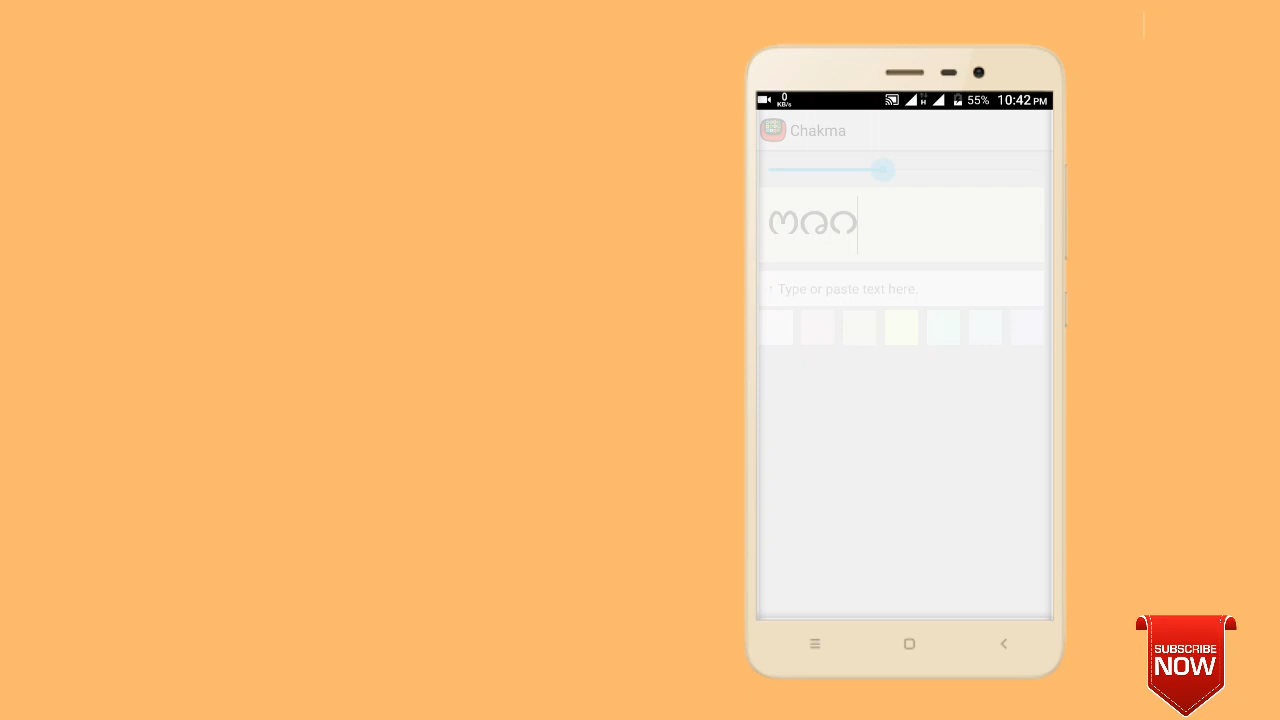 0
KB/s
H
55%
10:42 PM
Chakma
↑ Type or paste text here.
SUBSCRIBE
NOW